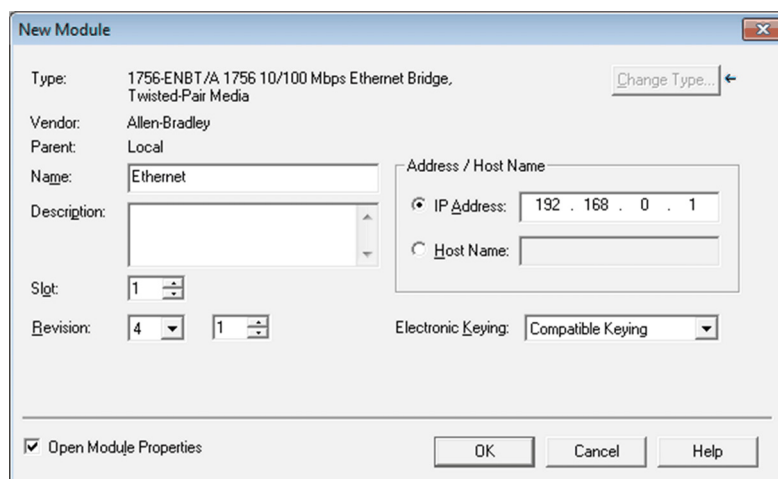 New Module
Type: 1756-ENBT/A 1756 10/100 Mbps Ethernet Bridge,
Twisted-Pair Media
Change Type...
Vendor: Allen-Bradley
Parent: Local
Name: Ethernet
Address / Host Name
IP Address: 192 . 168 . 0 . 1
Description:
Host Name:
Slot: 1
Revision: 4 1
Electronic Keying: Compatible Keying
Open Module Properties
OK Cancel Help